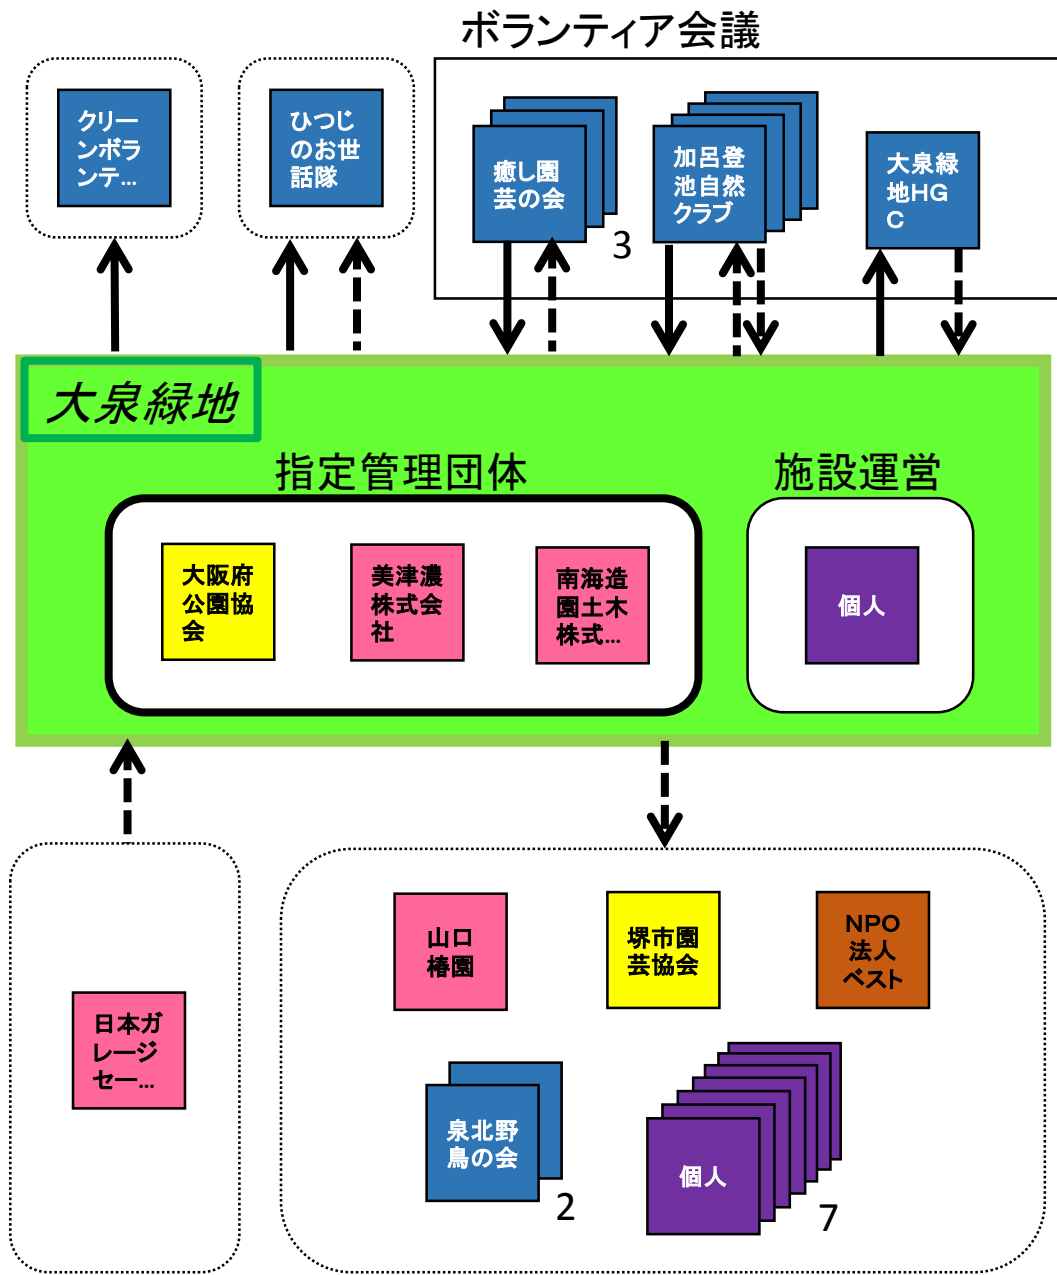 ボランティア会議
クリー
ンボラ
ンテ...
ひつじ
のお世
話隊
癒し園
芸の会
3
加呂登
池自然
クラブ
大泉緑
地HG
C
大泉緑地
指定管理団体
施設運営
大阪府
公園協
会
美津濃
株式会
社
南海造
園土木
株式...
個人
日本ガ
レージ
セー...
山口
椿園
堺市園
芸協会
NPO
法人
ベスト
泉北野
鳥の会
2
個人
7